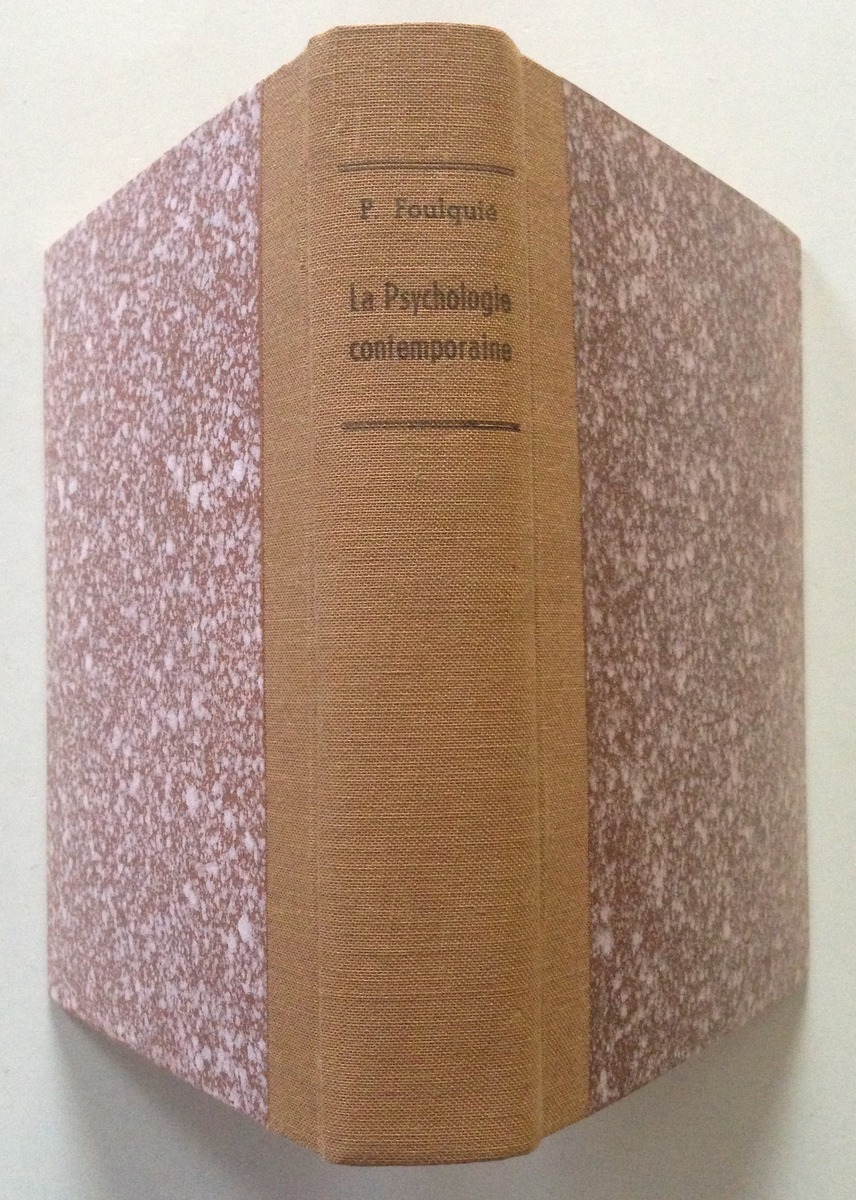 P. Foulquié
La Psychologie
contemporaine